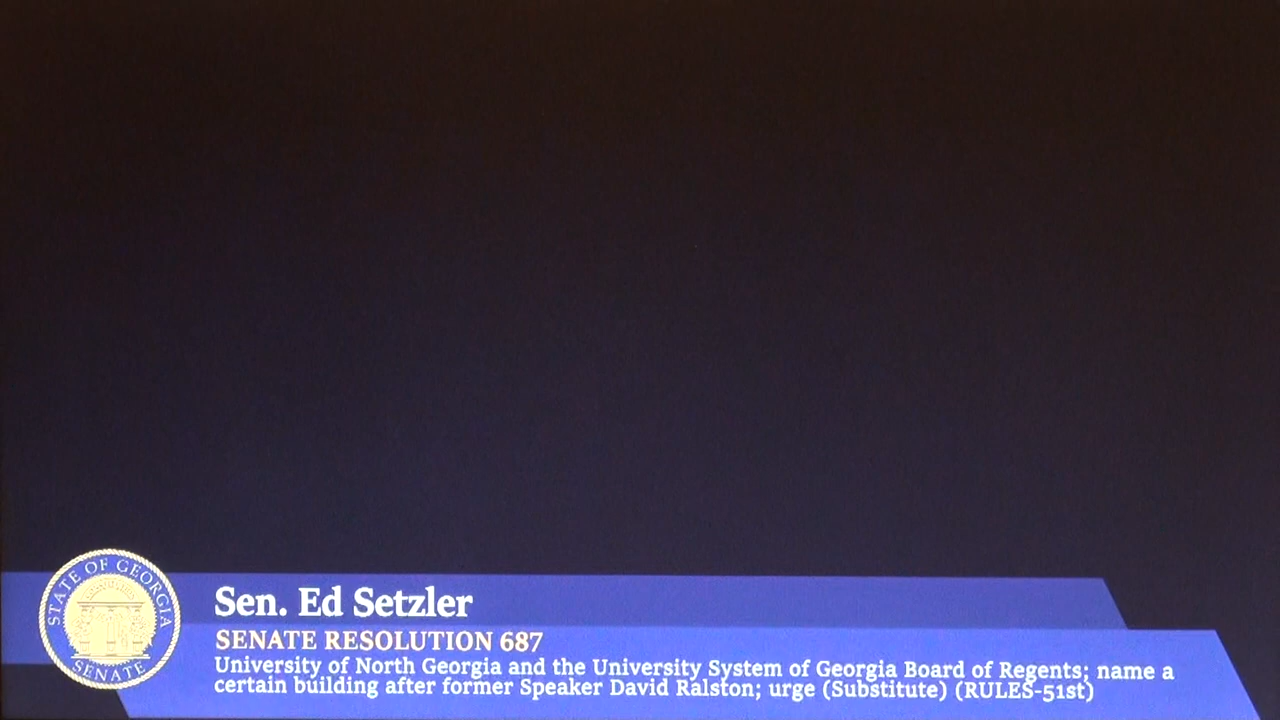 STATE OF GEORGIA
SENATE
Sen. Ed Setzler
SENATE RESOLUTION 687
University of North Georgia and the University System of Georgia Board of Regents; name a
certain building after former Speaker David Ralston; urge (Substitute) (RULES-51st)